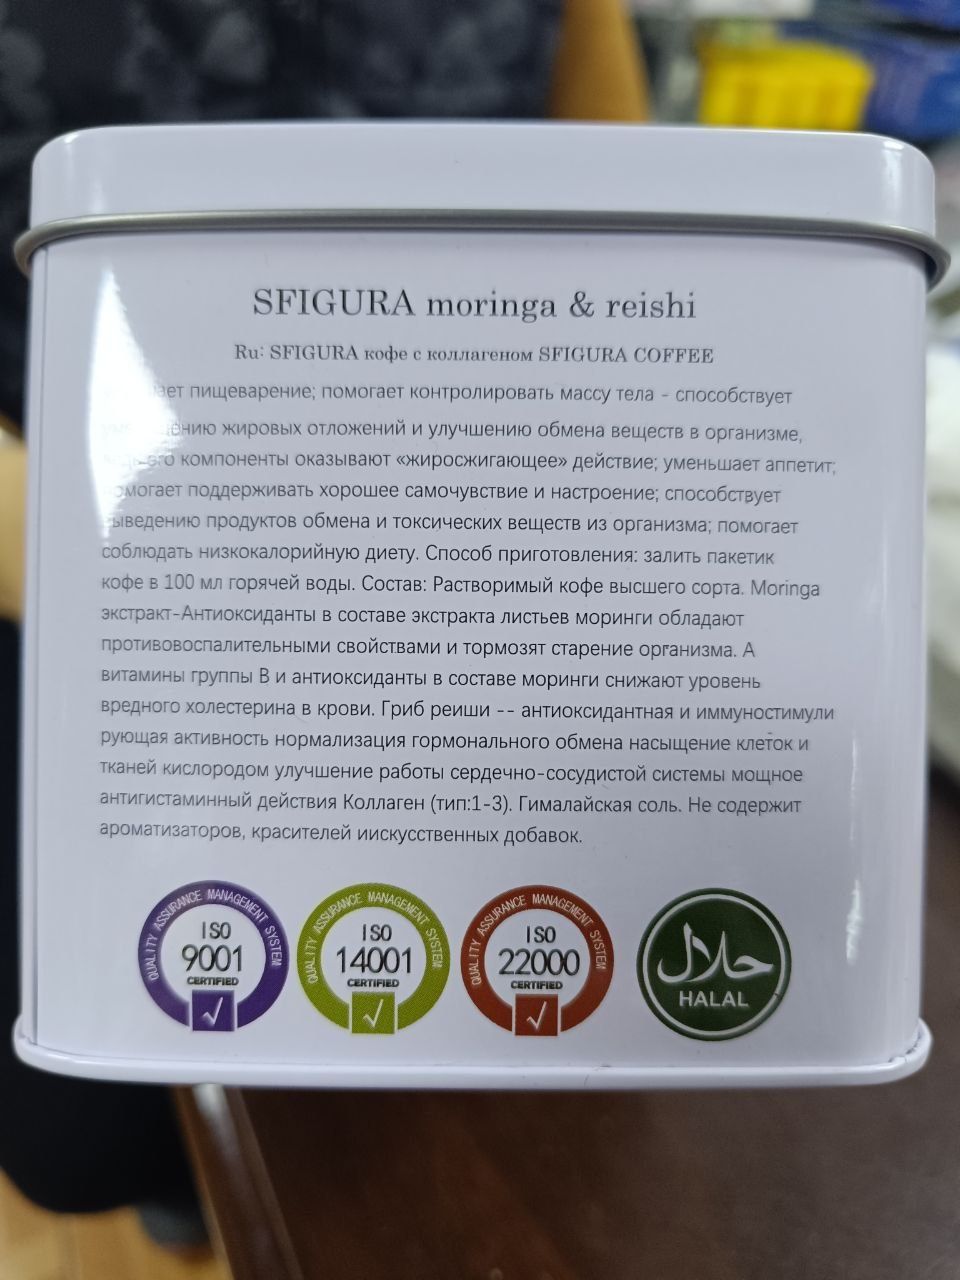 SFIGURA moringa & reishi
Ru: SFIGURA кофе с коллагеном SFIGURA COFFEE
пищеварение; помогает контролировать массу тела - способствует
жировых отложений и улучшению обмена веществ в организме,
компоненты оказывают «жиросжигающее» действие; уменьшает аппетит;
помогает поддерживать хорошее самочувствие и настроение; способствует
выведению продуктов обмена и токсических веществ из организма; помогает
соблюдать низкокалорийную диету. Способ приготовления: залить пакетик
кофе в 100 мл горячей воды. Состав: Растворимый кофе высшего сорта. Moringa
экстракт-Антиоксиданты в составе экстракта листьев моринги обладают
противовоспалительными свойствами и тормозят старение организма. А
витамины группы В и антиоксиданты в составе моринги снижают уровень
вредного холестерина в крови. Гриб реиши -- антиоксидантная и иммуностимули
рующая активность нормализация гормонального обмена насыщение клеток и
тканей кислородом улучшение работы сердечно-сосудистой системы мощное
антигистаминный действия Коллаген (тип:1-3). Гималайская соль. Не содержит
ароматизаторов, красителей иискусственных добавок.
QUALITY ASSURANCE MANAGEMENT SYSTEM
ISO
9001
CERTIFIED
QUALITY ASSURANCE MANAGEMENT SYSTEM
ISO
14001
CERTIFIED
QUALITY ASSURANCE MANAGEMENT SYSTEM
ISO
22000
CERTIFIED
حلال
HALAL